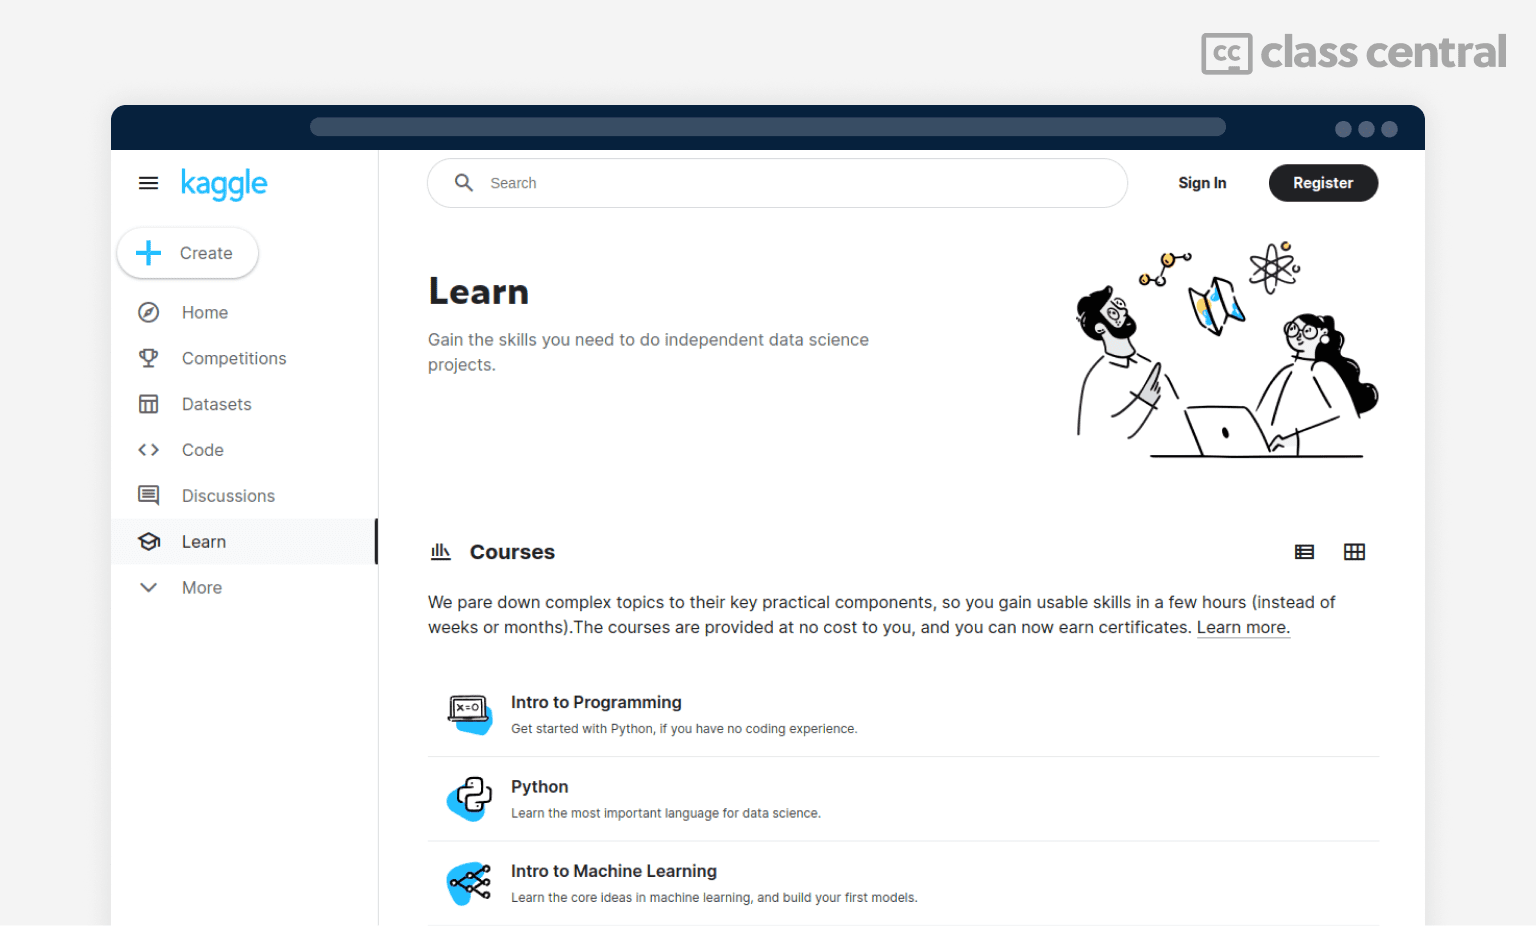 cc class central
kaggle
Search
Sign In
Register
Create
Home
Competitions
Datasets
Code
Discussions
Learn
More
Learn
Gain the skills you need to do independent data science
projects.
Courses
We pare down complex topics to their key practical components, so you gain usable skills in a few hours (instead of
weeks or months).The courses are provided at no cost to you, and you can now earn certificates. Learn more.
x=0
Intro to Programming
Get started with Python, if you have no coding experience.
Python
Learn the most important language for data science.
Intro to Machine Learning
Learn the core ideas in machine learning, and build your first models.